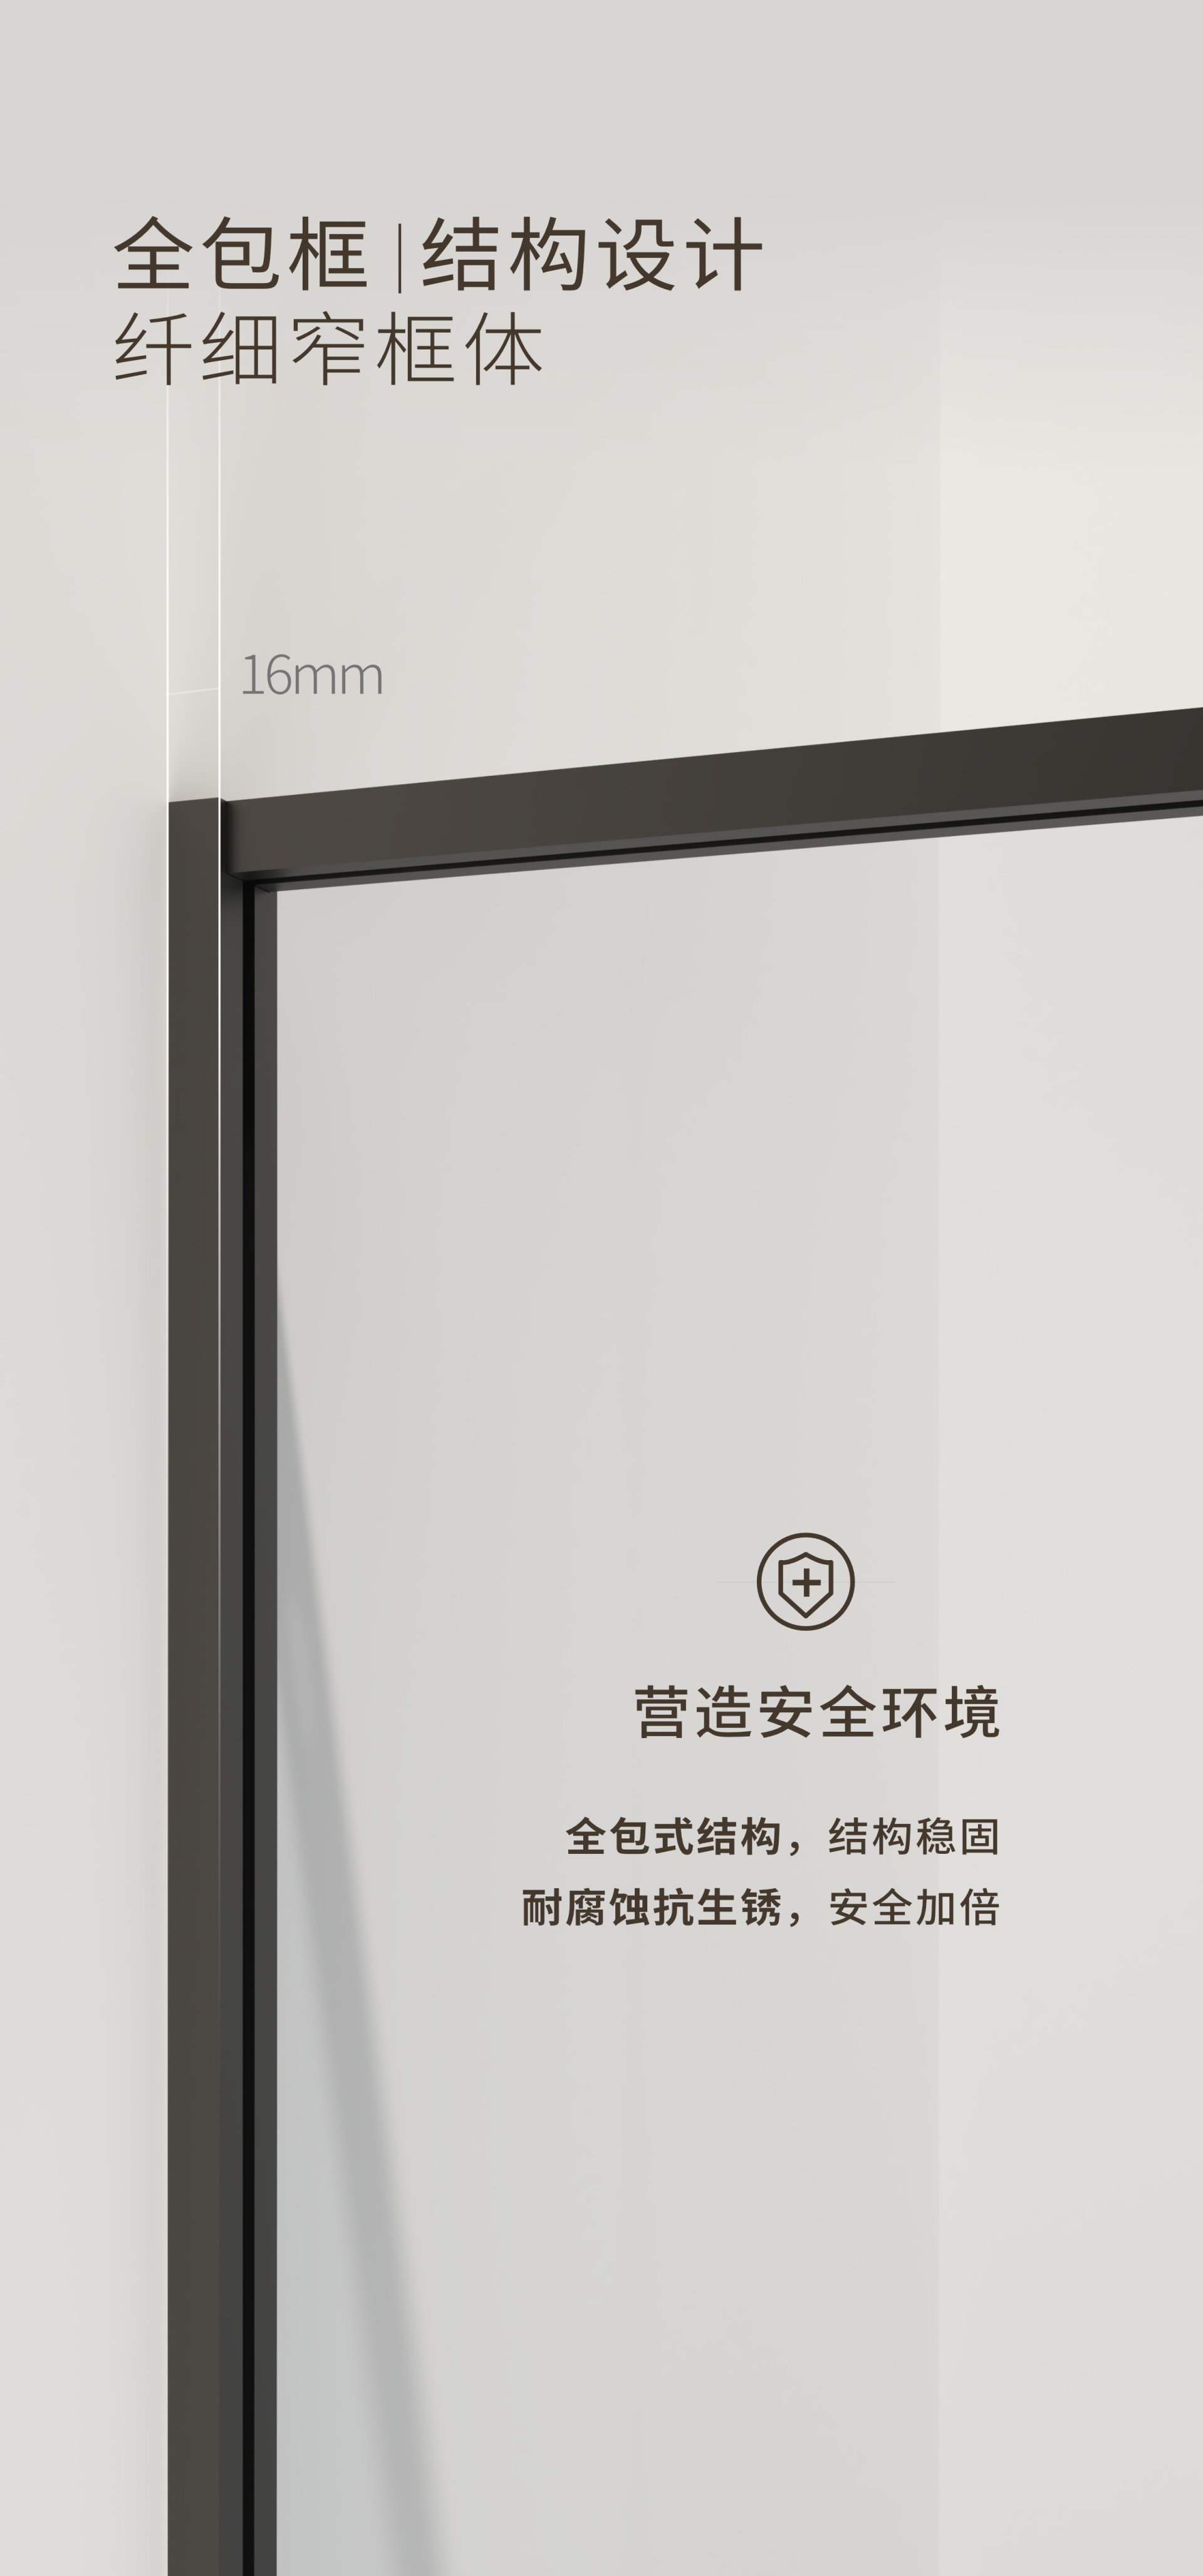 全包框|结构设计
纤细窄框体
16mm
营造安全环境
全包式结构，结构稳固
耐腐蚀抗生锈，安全加倍